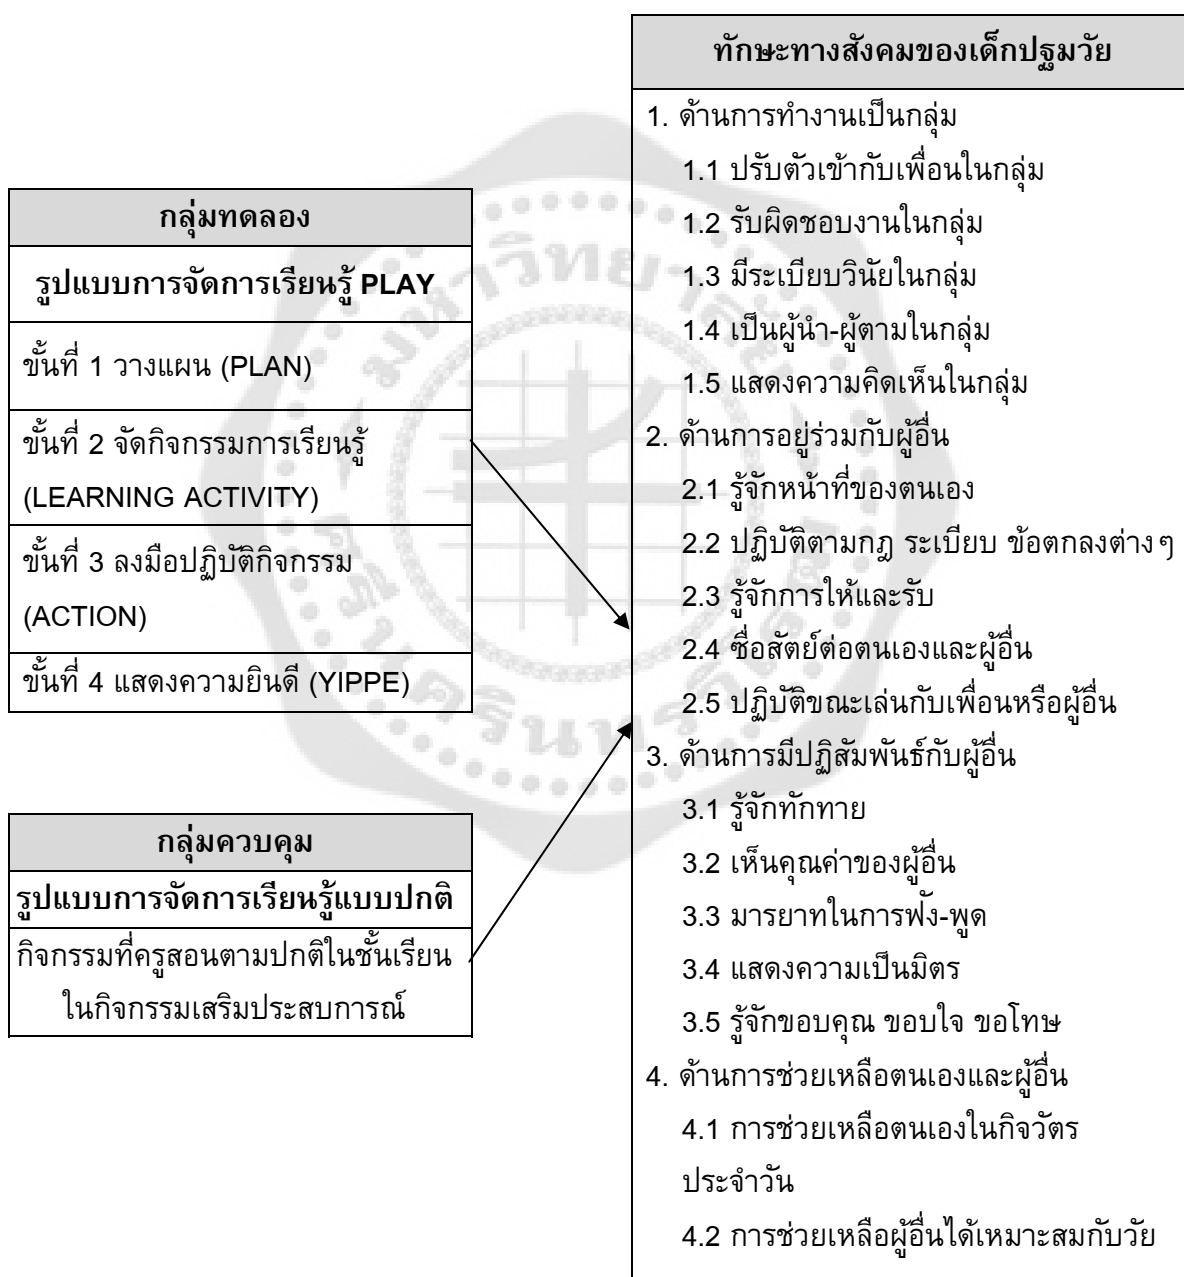 กลุ่มทดลอง
รูปแบบการจัดการเรียนรู้ PLAY
ขั้นที่ 1 วางแผน (PLAN)
ขั้นที่ 2 จัดกิจกรรมการเรียนรู้
(LEARNING ACTIVITY)
ขั้นที่ 3 ลงมือปฏิบัติกิจกรรม
(ACTION)
ขั้นที่ 4 แสดงความยินดี (YIPPE)
กลุ่มควบคุม
รูปแบบการจัดการเรียนรู้แบบปกติ
กิจกรรมที่ครูสอนตามปกติในชั้นเรียน
ในกิจกรรมเสริมประสบการณ์
ทักษะทางสังคมของเด็กปฐมวัย
1. ด้านการทำงานเป็นกลุ่ม
1.1 ปรับตัวเข้ากับเพื่อนในกลุ่ม
1.2 รับผิดชอบงานในกลุ่ม
1.3 มีระเบียบวินัยในกลุ่ม
1.4 เป็นผู้นำ-ผู้ตามในกลุ่ม
1.5 แสดงความคิดเห็นในกลุ่ม
2. ด้านการอยู่ร่วมกับผู้อื่น
2.1 รู้จักหน้าที่ของตนเอง
2.2 ปฏิบัติตามกฎ ระเบียบ ข้อตกลงต่างๆ
2.3 รู้จักการให้และรับ
2.4 ซื่อสัตย์ต่อตนเองและผู้อื่น
2.5 ปฏิบัติขณะเล่นกับเพื่อนหรือผู้อื่น
3. ด้านการมีปฏิสัมพันธ์กับผู้อื่น
3.1 รู้จักทักทาย
3.2 เห็นคุณค่าของผู้อื่น
3.3 มารยาทในการฟัง-พูด
3.4 แสดงความเป็นมิตร
3.5 รู้จักขอบคุณ ขอบใจ ขอโทษ
4. ด้านการช่วยเหลือตนเองและผู้อื่น
4.1 การช่วยเหลือตนเองในกิจวัตร
ประจำวัน
4.2 การช่วยเหลือผู้อื่นได้เหมาะสมกับวัย
มหาวิทยาลัย
ศรีนครินทรวิโรฒ